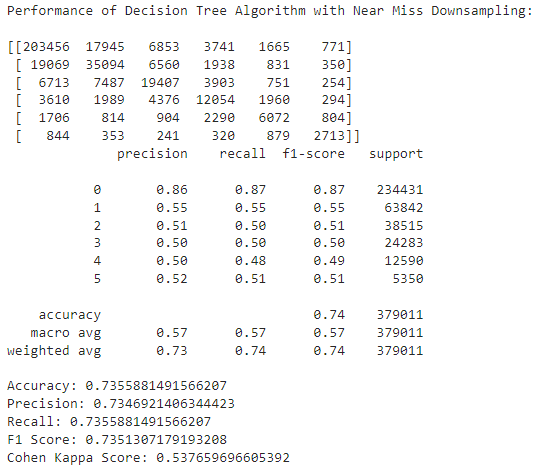 Performance of Decision Tree Algorithm with Near Miss Downsampling:
[[203456 17945 6853 3741 1665 771]
[ 19069 35094 6560 1938 831 350]
[ 6713 7487 19407 3903 751 254]
[ 3610 1989 4376 12054 1960 294]
[ 1706 814 904 2290 6072 804]
[ 844 353 241 320 879 2713]]
precision recall f1-score support
0 0.86 0.87 0.87 234431
1 0.55 0.55 0.55 63842
2 0.51 0.50 0.51 38515
3 0.50 0.50 0.50 24283
4 0.50 0.48 0.49 12590
5 0.52 0.51 0.51 5350
accuracy 0.74 379011
macro avg 0.57 0.57 0.57 379011
weighted avg 0.73 0.74 0.74 379011
Accuracy: 0.7355881491566207
Precision: 0.7346921406344423
Recall: 0.7355881491566207
F1 Score: 0.7351307179193208
Cohen Kappa Score: 0.537659696605392